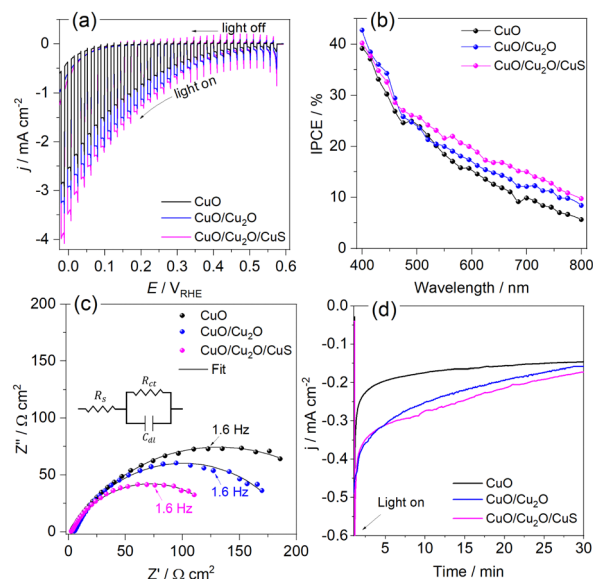 (a)
light off
light on
CuO
CuO/Cu₂O
CuO/Cu₂O/CuS
j / mA cm⁻²
0
-1
-2
-3
-4
0.0 0.1 0.2 0.3 0.4 0.5 0.6
E / V_RHE
(b)
CuO
CuO/Cu₂O
CuO/Cu₂O/CuS
IPCE / %
50
40
30
20
10
0
400 500 600 700 800
Wavelength / nm
(c)
CuO
CuO/Cu₂O
CuO/Cu₂O/CuS
Fit
R_s
R_ct
C_dl
1.6 Hz
1.6 Hz
1.6 Hz
Z'' / Ω cm²
200
150
100
50
0
0 50 100 150 200
Z' / Ω cm²
(d)
Light on
CuO
CuO/Cu₂O
CuO/Cu₂O/CuS
j / mA cm⁻²
0.0
-0.1
-0.2
-0.3
-0.4
-0.5
-0.6
5 10 15 20 25 30
Time / min